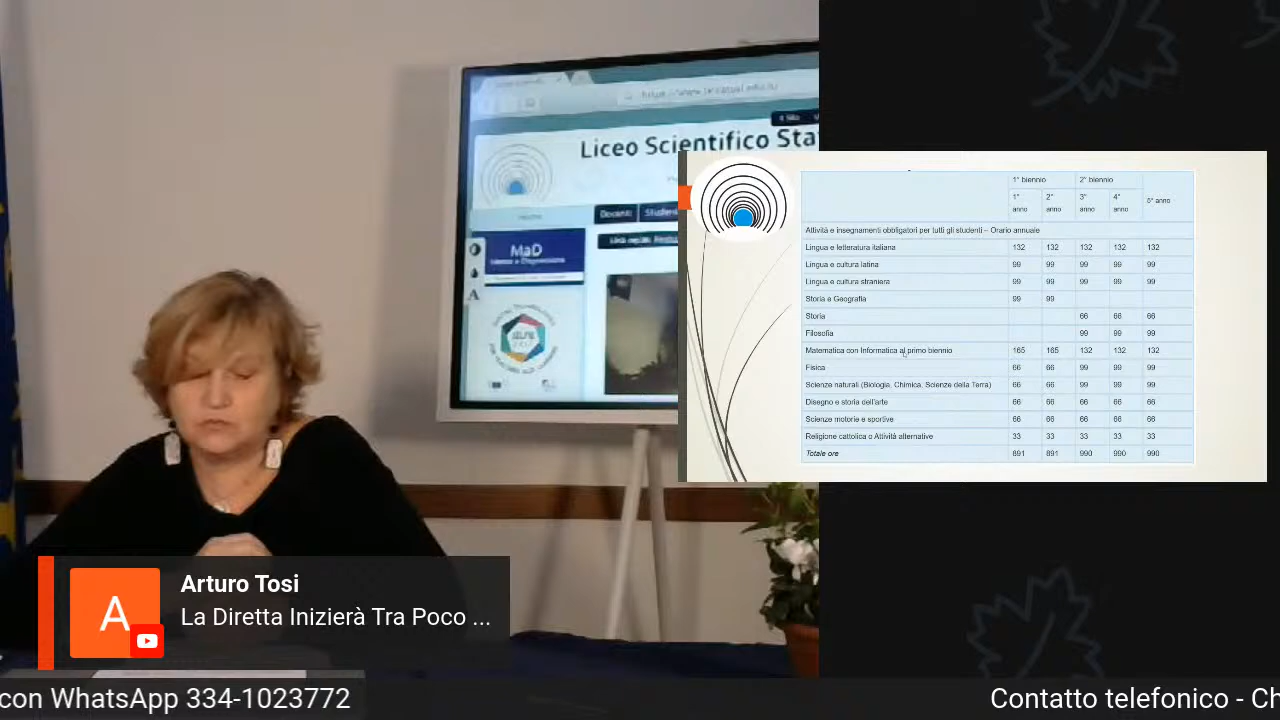 Liceo Scientifico Sta
Docenti
Studen
MaD
SELFIE
A
1° biennio 2° biennio
1° anno 2° anno 3° anno 4° anno 5° anno
Attività e insegnamenti obbligatori per tutti gli studenti – Orario annuale
Lingua e letteratura italiana 132 132 132 132 132
Lingua e cultura latina 99 99 99 99 99
Lingua e cultura straniera 99 99 99 99 99
Storia e Geografia 99 99
Storia 66 66 66
Filosofia 99 99 99
Matematica con Informatica al primo biennio 165 165 132 132 132
Fisica 66 66 99 99 99
Scienze naturali (Biologia, Chimica, Scienze della Terra) 66 66 99 99 99
Disegno e storia dell'arte 66 66 66 66 66
Scienze motorie e sportive 66 66 66 66 66
Religione cattolica o Attività alternative 33 33 33 33 33
Totale ore 891 891 990 990 990
A
Arturo Tosi
La Diretta Inizierà Tra Poco ...
con WhatsApp 334-1023772
Contatto telefonico - Ch